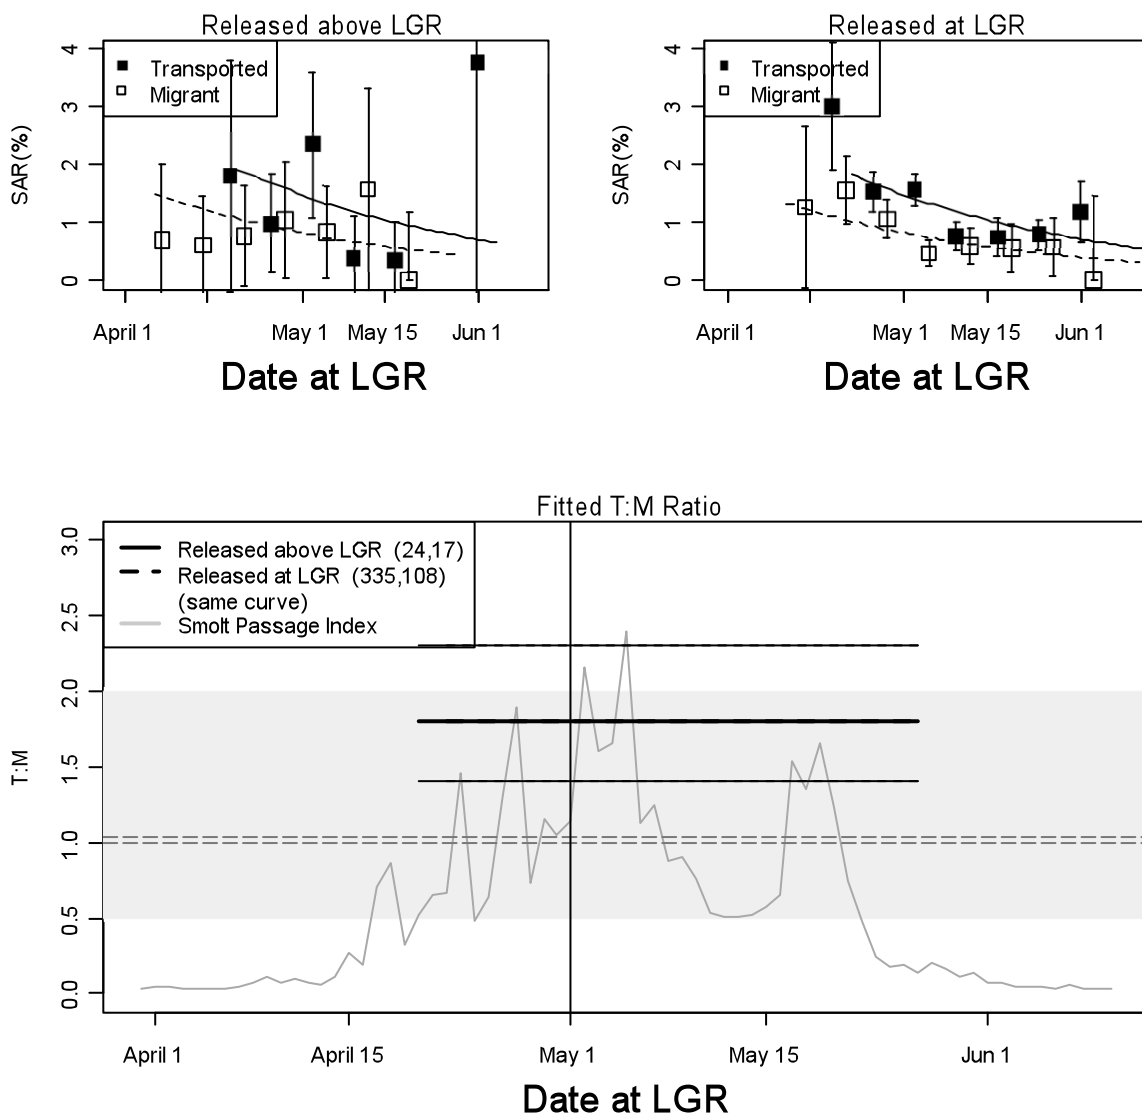 Released above LGR
SAR(%)
4
3
2
1
0
Transported
Migrant
April 1
May 1
May 15
Jun 1
Date at LGR
Released at LGR
SAR(%)
4
3
2
1
0
Transported
Migrant
April 1
May 1
May 15
Jun 1
Date at LGR
Fitted T:M Ratio
T:M
3.0
2.5
2.0
1.5
1.0
0.5
0.0
Released above LGR (24,17)
Released at LGR (335,108)
(same curve)
Smolt Passage Index
April 1
April 15
May 1
May 15
Jun 1
Date at LGR